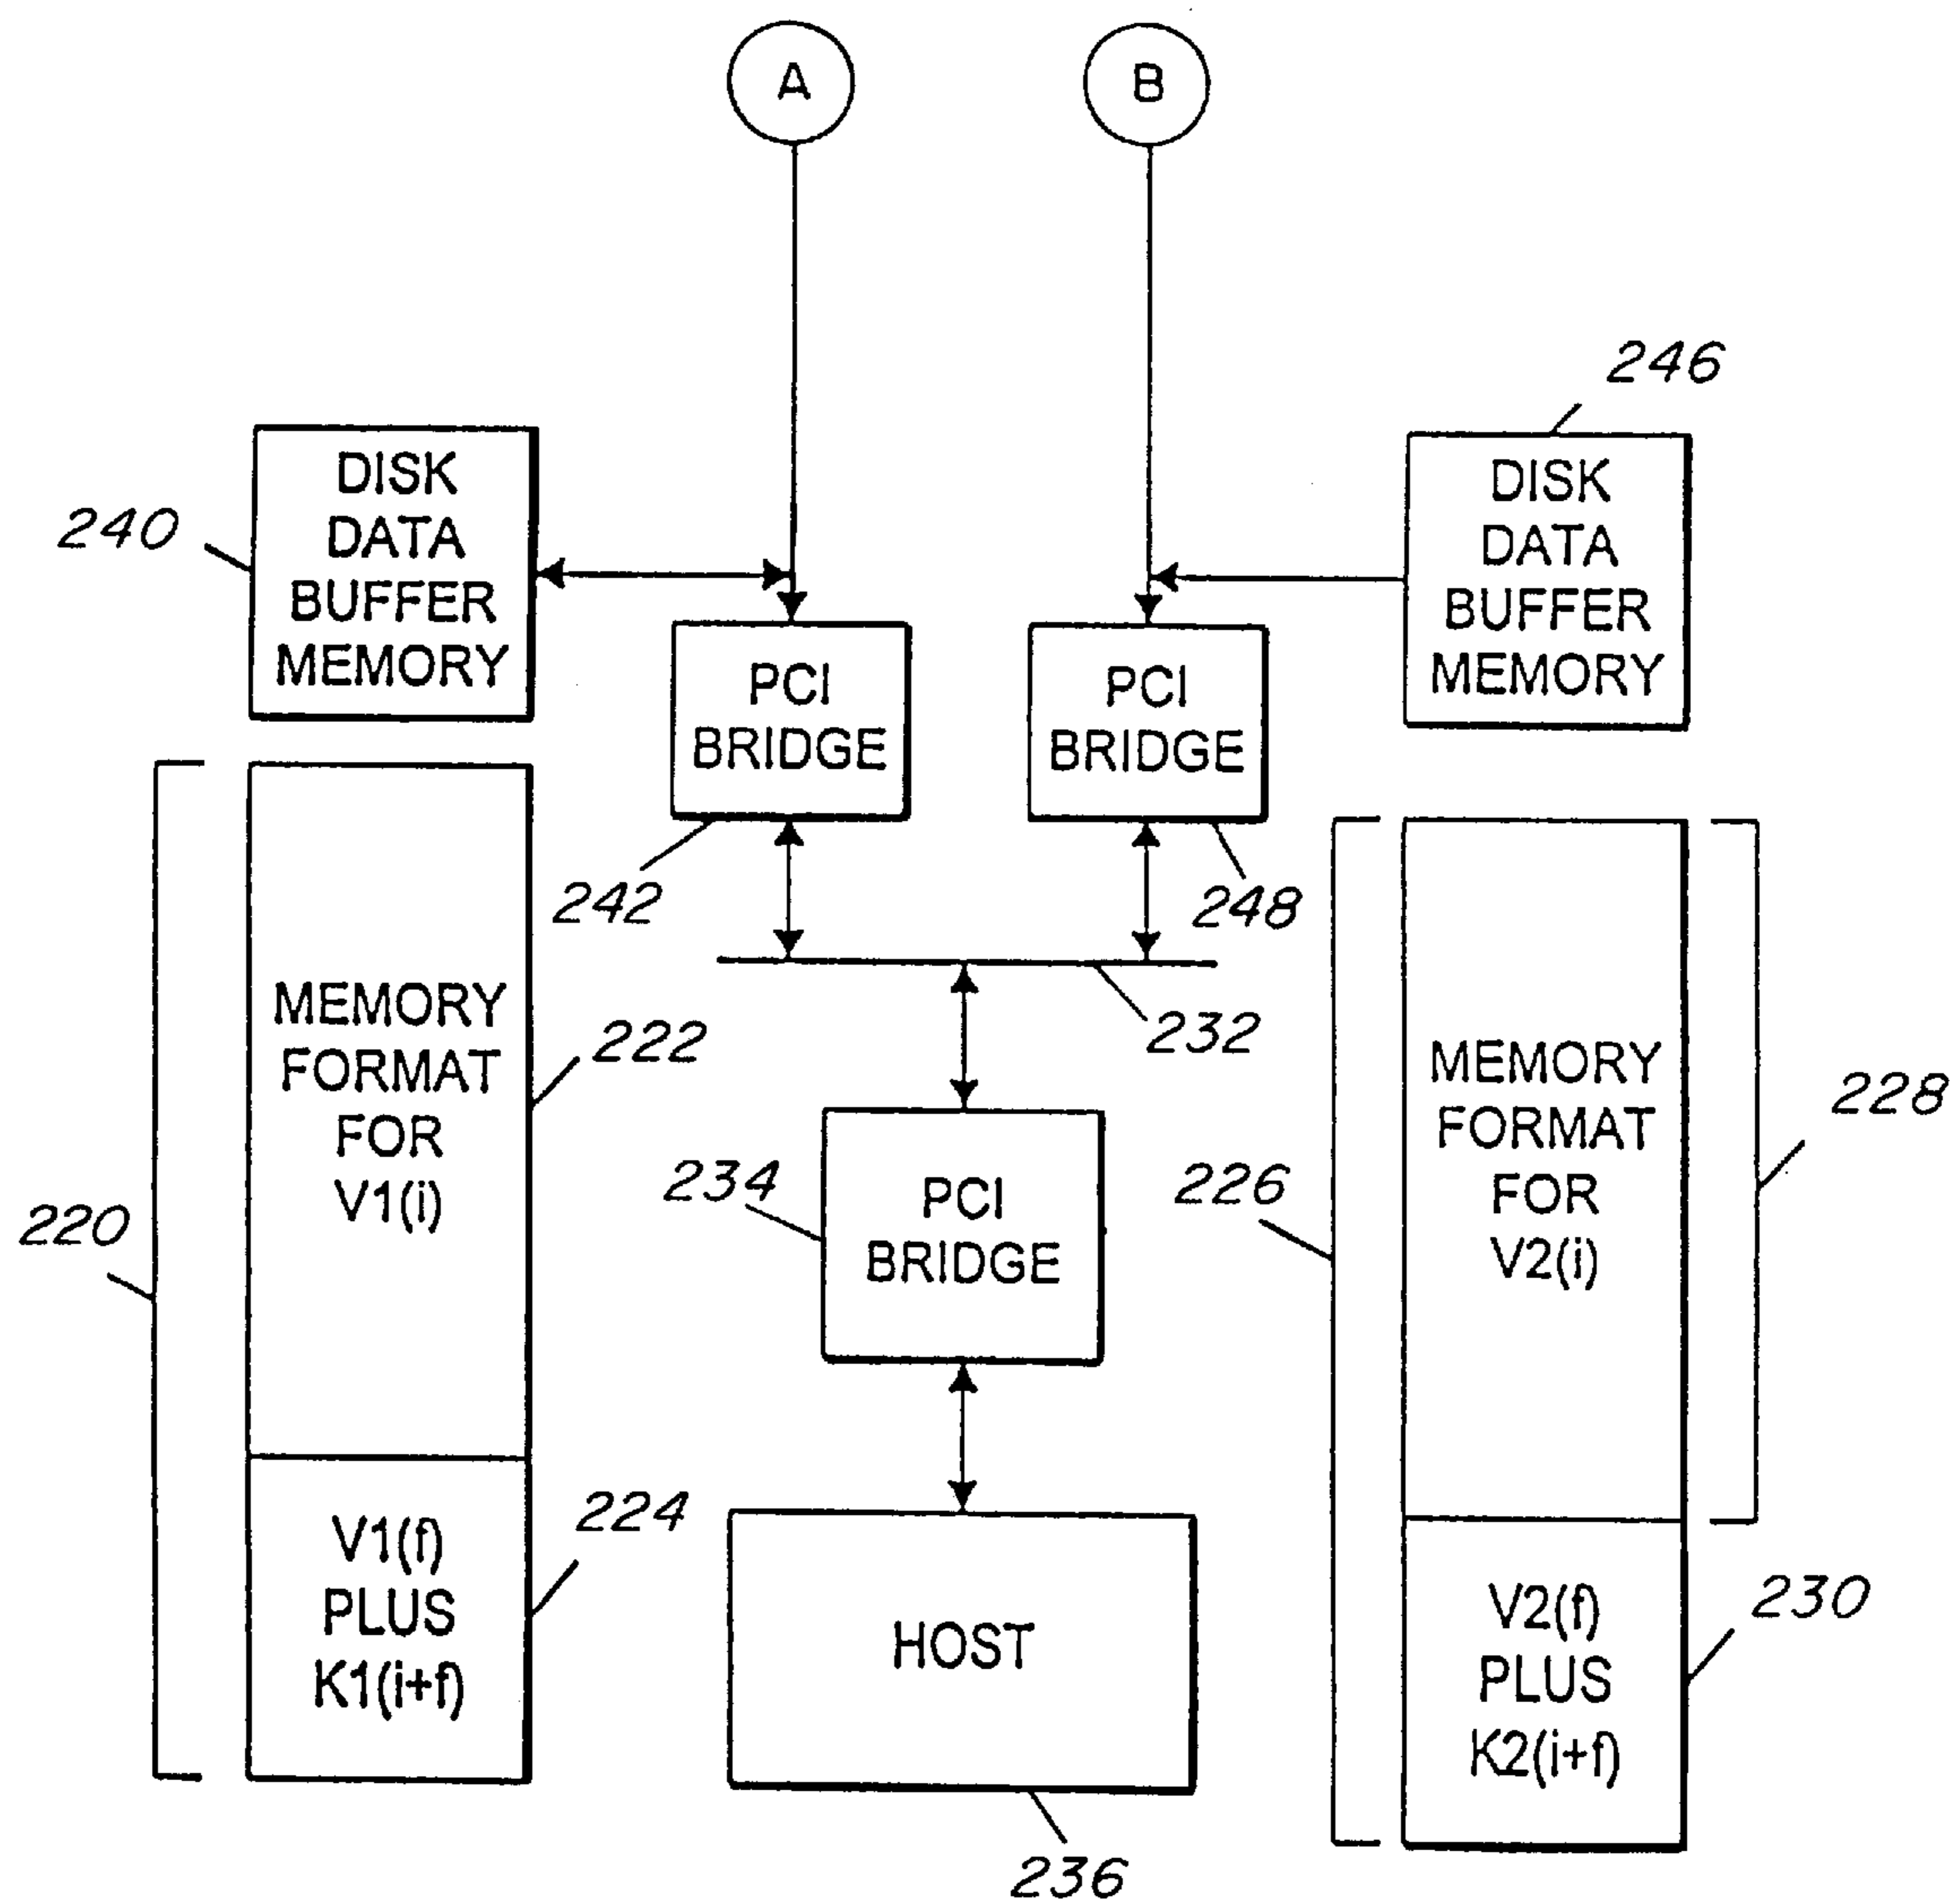 A
B
246
DISK
DATA
BUFFER
MEMORY
240
DISK
DATA
BUFFER
MEMORY
PCI
BRIDGE
PCI
BRIDGE
242
248
232
MEMORY
FORMAT
FOR
V1(i)
222
220
MEMORY
FORMAT
FOR
V2(i)
228
226
234
PCI
BRIDGE
V1(f)
PLUS
K1(i+f)
224
HOST
236
V2(f)
PLUS
K2(i+f)
230